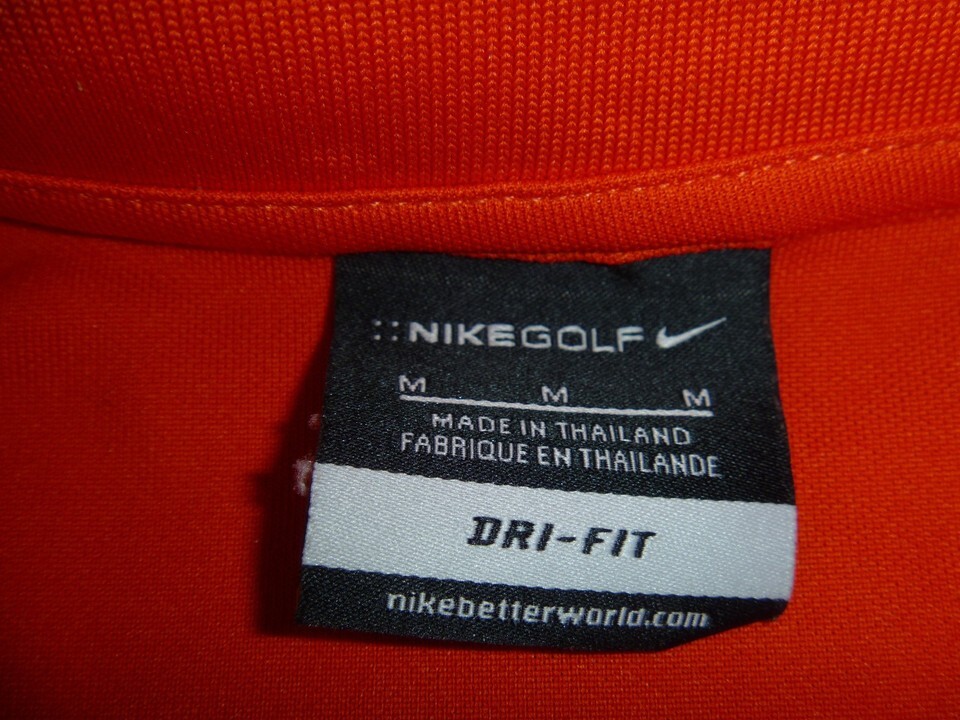 NIKEGOLF
M M M
MADE IN THAILAND
FABRIQUE EN THAILANDE
DRI-FIT
nikebetterworld.com